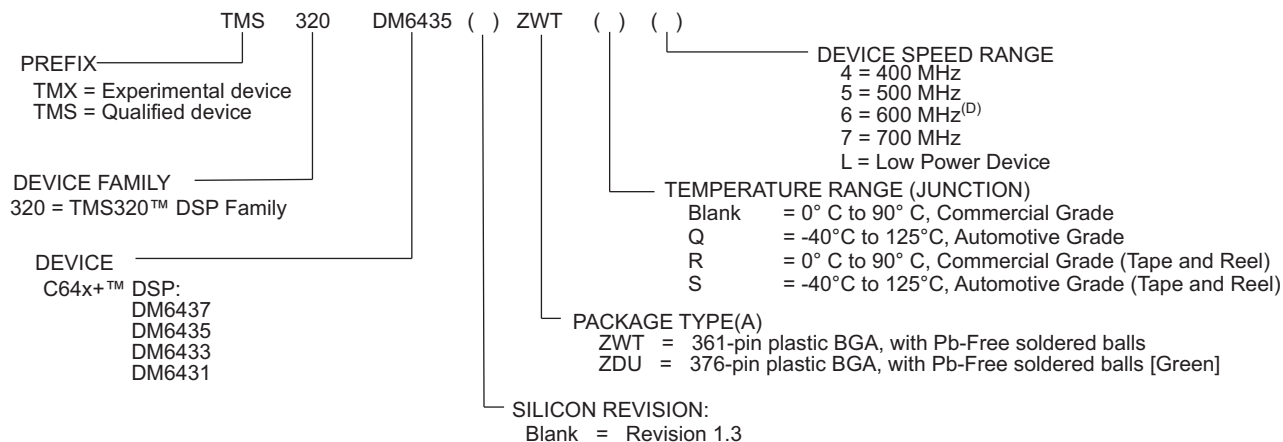 TMS 320 DM6435 ( ) ZWT ( ) ( )
PREFIX
TMX = Experimental device
TMS = Qualified device
DEVICE SPEED RANGE
4 = 400 MHz
5 = 500 MHz
6 = 600 MHz(D)
7 = 700 MHz
L = Low Power Device
DEVICE FAMILY
320 = TMS320™ DSP Family
TEMPERATURE RANGE (JUNCTION)
Blank = 0° C to 90° C, Commercial Grade
Q = -40°C to 125°C, Automotive Grade
R = 0° C to 90° C, Commercial Grade (Tape and Reel)
S = -40°C to 125°C, Automotive Grade (Tape and Reel)
DEVICE
C64x+™ DSP:
DM6437
DM6435
DM6433
DM6431
PACKAGE TYPE(A)
ZWT = 361-pin plastic BGA, with Pb-Free soldered balls
ZDU = 376-pin plastic BGA, with Pb-Free soldered balls [Green]
SILICON REVISION:
Blank = Revision 1.3